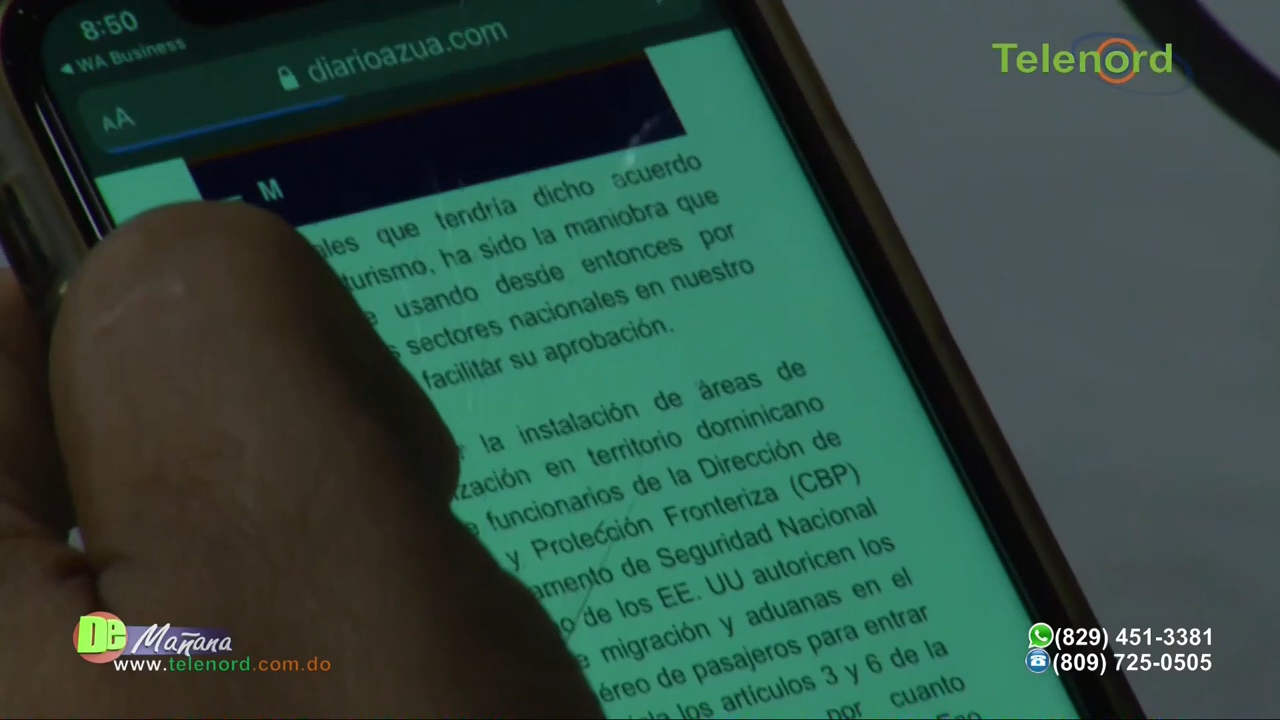 8:50
WA Business
diarioazua.com
AA
M
Telenord
que tendría dicho acuerdo
turismo, ha sido la maniobra que
usando desde entonces por
sectores nacionales en nuestro
facilitar su aprobación.
la instalación de áreas de
en territorio dominicano
funcionarios de la Dirección de
y Protección Fronteriza (CBP)
de Seguridad Nacional
de los EE. UU autoricen los
migración y aduanas en el
de pasajeros para entrar
los artículos 3 y 6 de la
por cuanto
De Mañana
www.telenord.com.do
(829) 451-3381
(809) 725-0505